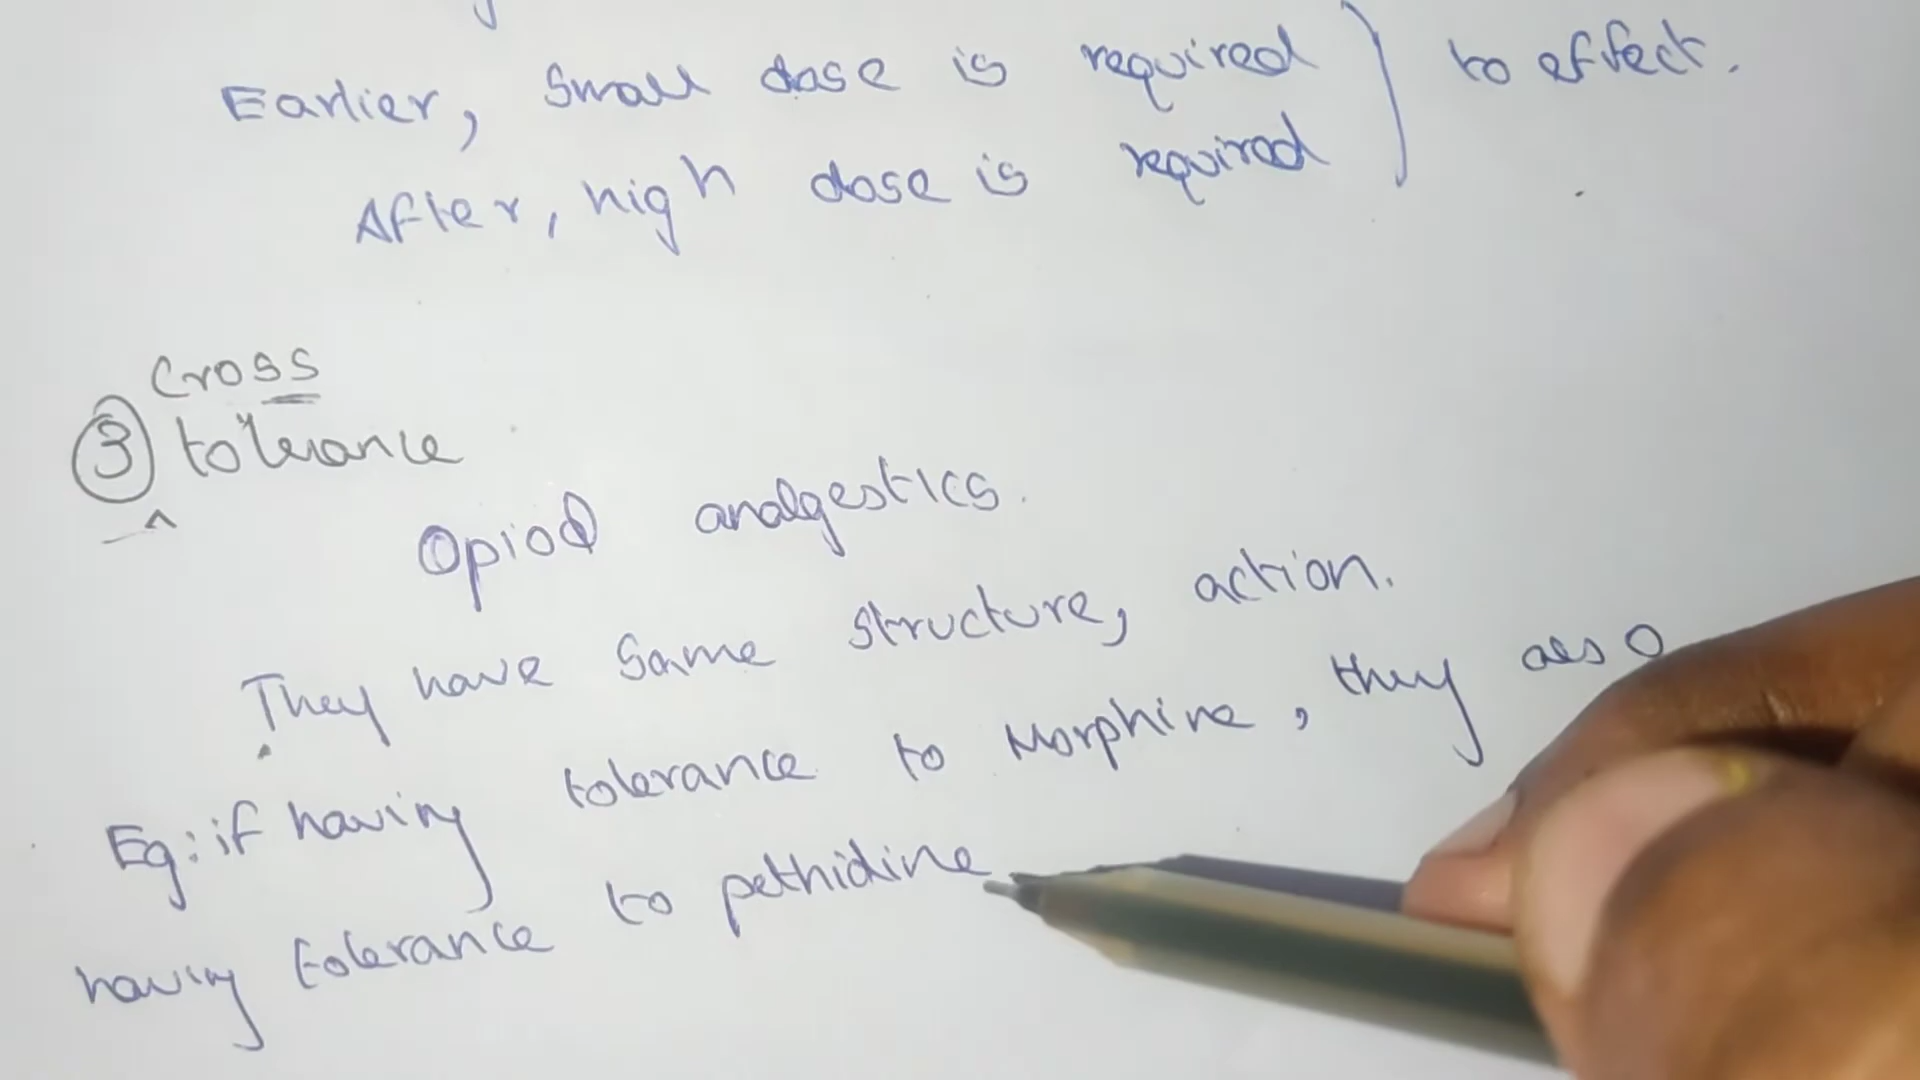 Earlier, small dose is required } to effect.
After, high dose is required
Cross
③ tolerance
Opiod analgestics.
They have same structure, action.
Eg: if having tolerance to Morphine, they also
having tolerance to pethidine